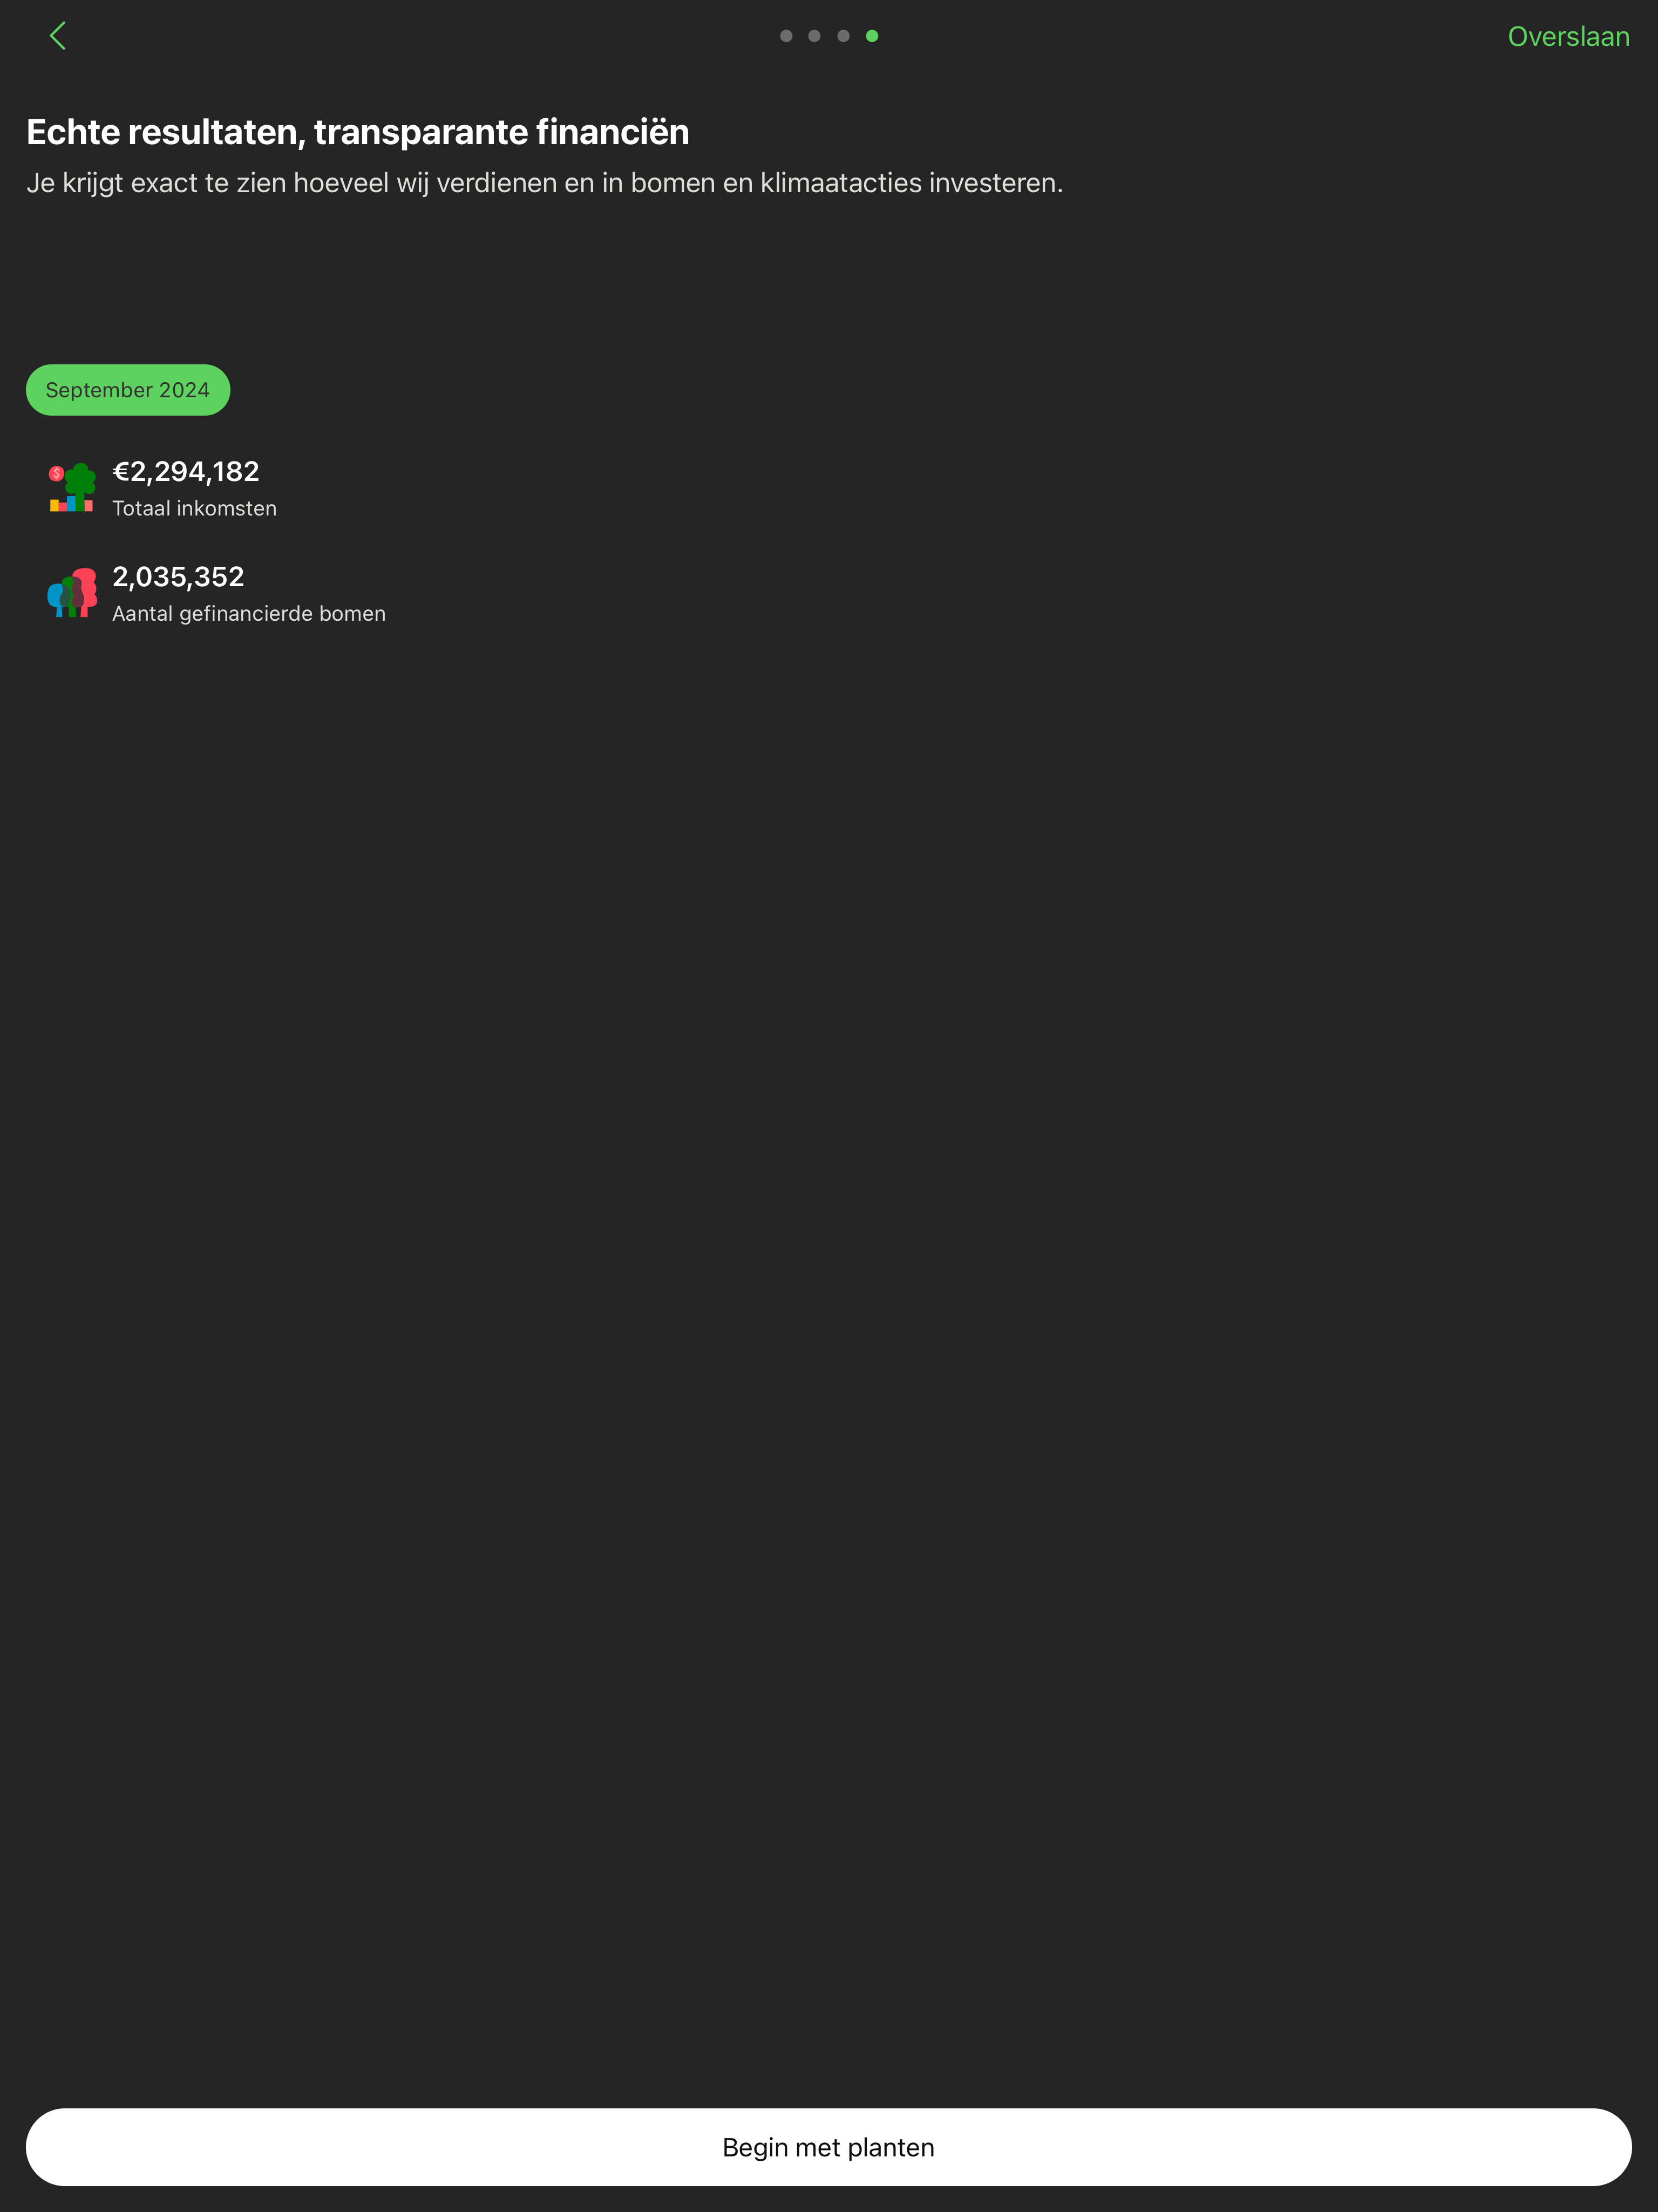 Overslaan
Echte resultaten, transparante financiën
Je krijgt exact te zien hoeveel wij verdienen en in bomen en klimaatacties investeren.
September 2024
€2,294,182
Totaal inkomsten
2,035,352
Aantal gefinancierde bomen
Begin met planten